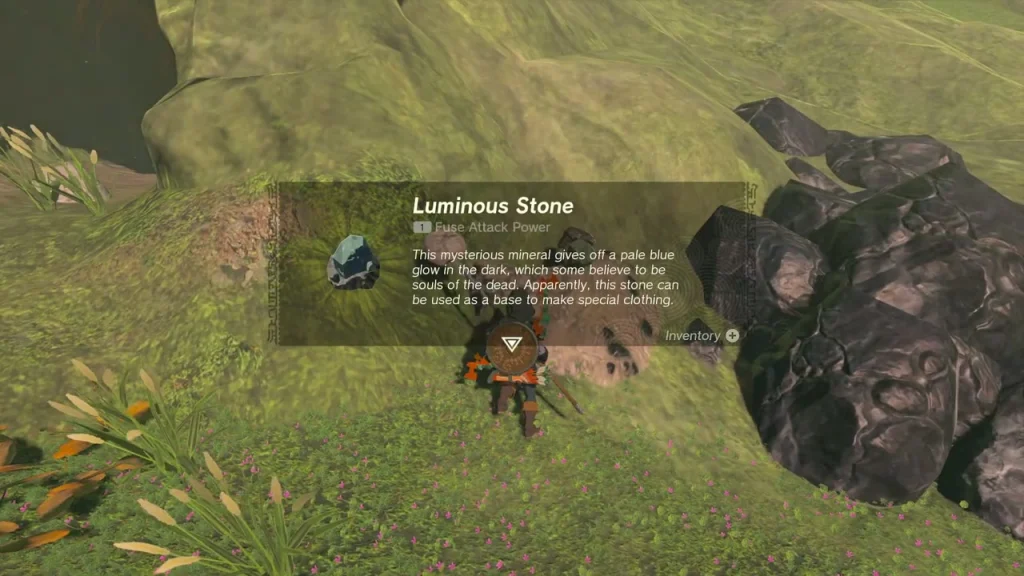 Luminous Stone
1 Fuse Attack Power
This mysterious mineral gives off a pale blue
glow in the dark, which some believe to be
souls of the dead. Apparently, this stone can
be used as a base to make special clothing.
Inventory